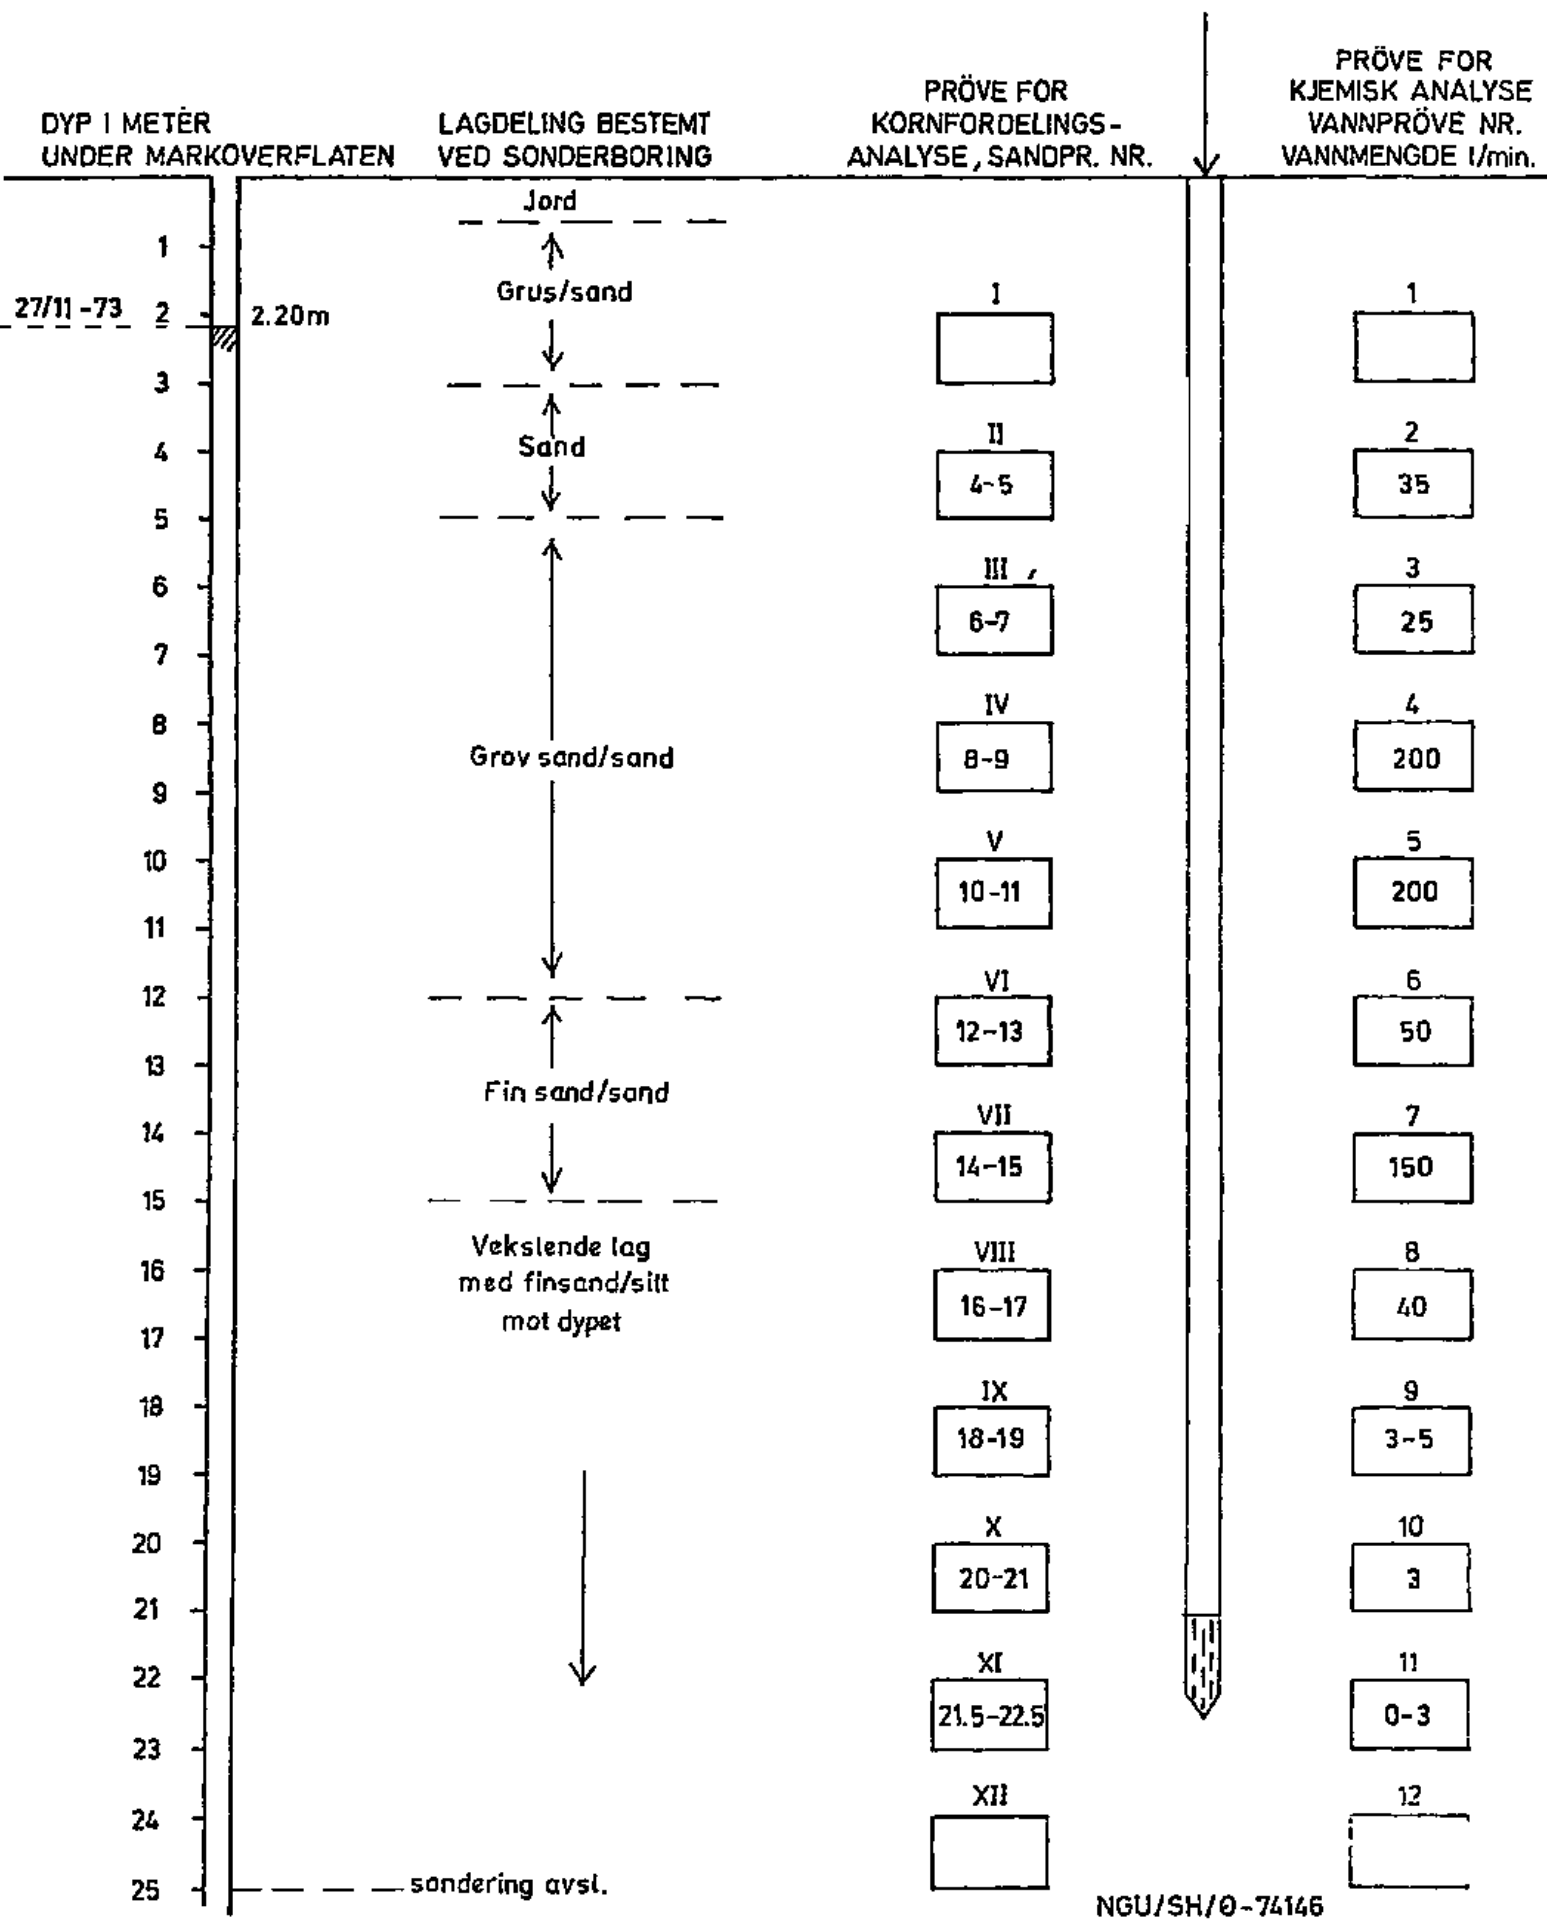 DYP I METER
UNDER MARKOVERFLATEN
LAGDELING BESTEMT
VED SONDERBORING
PRÖVE FOR
KORNFORDELINGS-
ANALYSE, SANDPR. NR.
PRÖVE FOR
KJEMISK ANALYSE
VANNPRÖVE NR.
VANNMENGDE l/min.
Jord
1
Grus/sand
I
1
27/11-73
2
2.20m
3
II
2
4
Sand
4-5
35
5
III
3
6
6-7
25
7
IV
4
8
Grov sand/sand
8-9
200
9
V
5
10
10-11
200
11
VI
6
12
12-13
50
13
Fin sand/sand
VII
7
14
14-15
150
15
Vekslende lag
med finsand/silt
mot dypet
VIII
8
16
16-17
40
17
IX
9
18
18-19
3-5
19
X
10
20
20-21
3
21
XI
11
22
21.5-22.5
0-3
23
XII
12
24
25
sondering avsl.
NGU/SH/0-74146